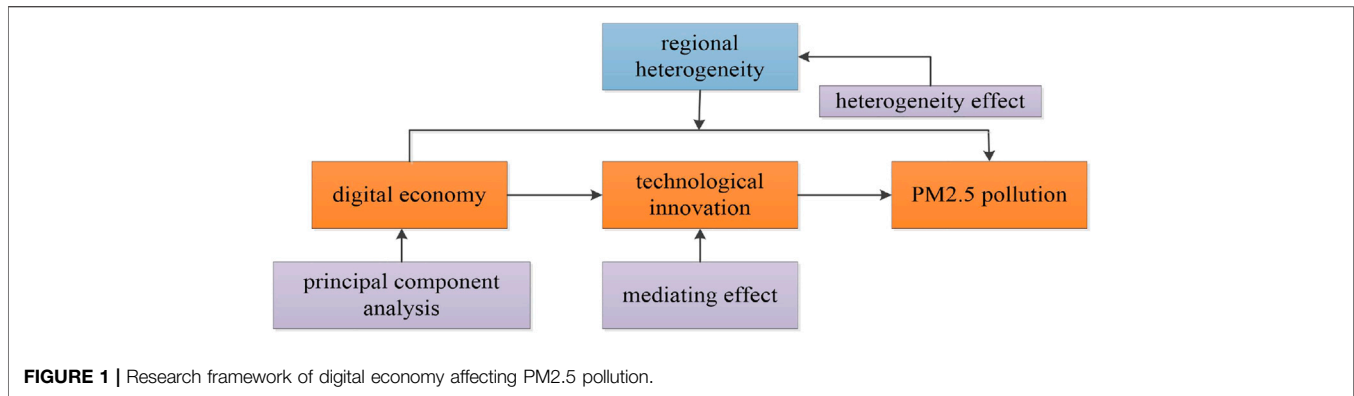 regional
heterogeneity
heterogeneity effect
digital economy
technological
innovation
PM2.5 pollution
principal component
analysis
mediating effect
FIGURE 1 | Research framework of digital economy affecting PM2.5 pollution.